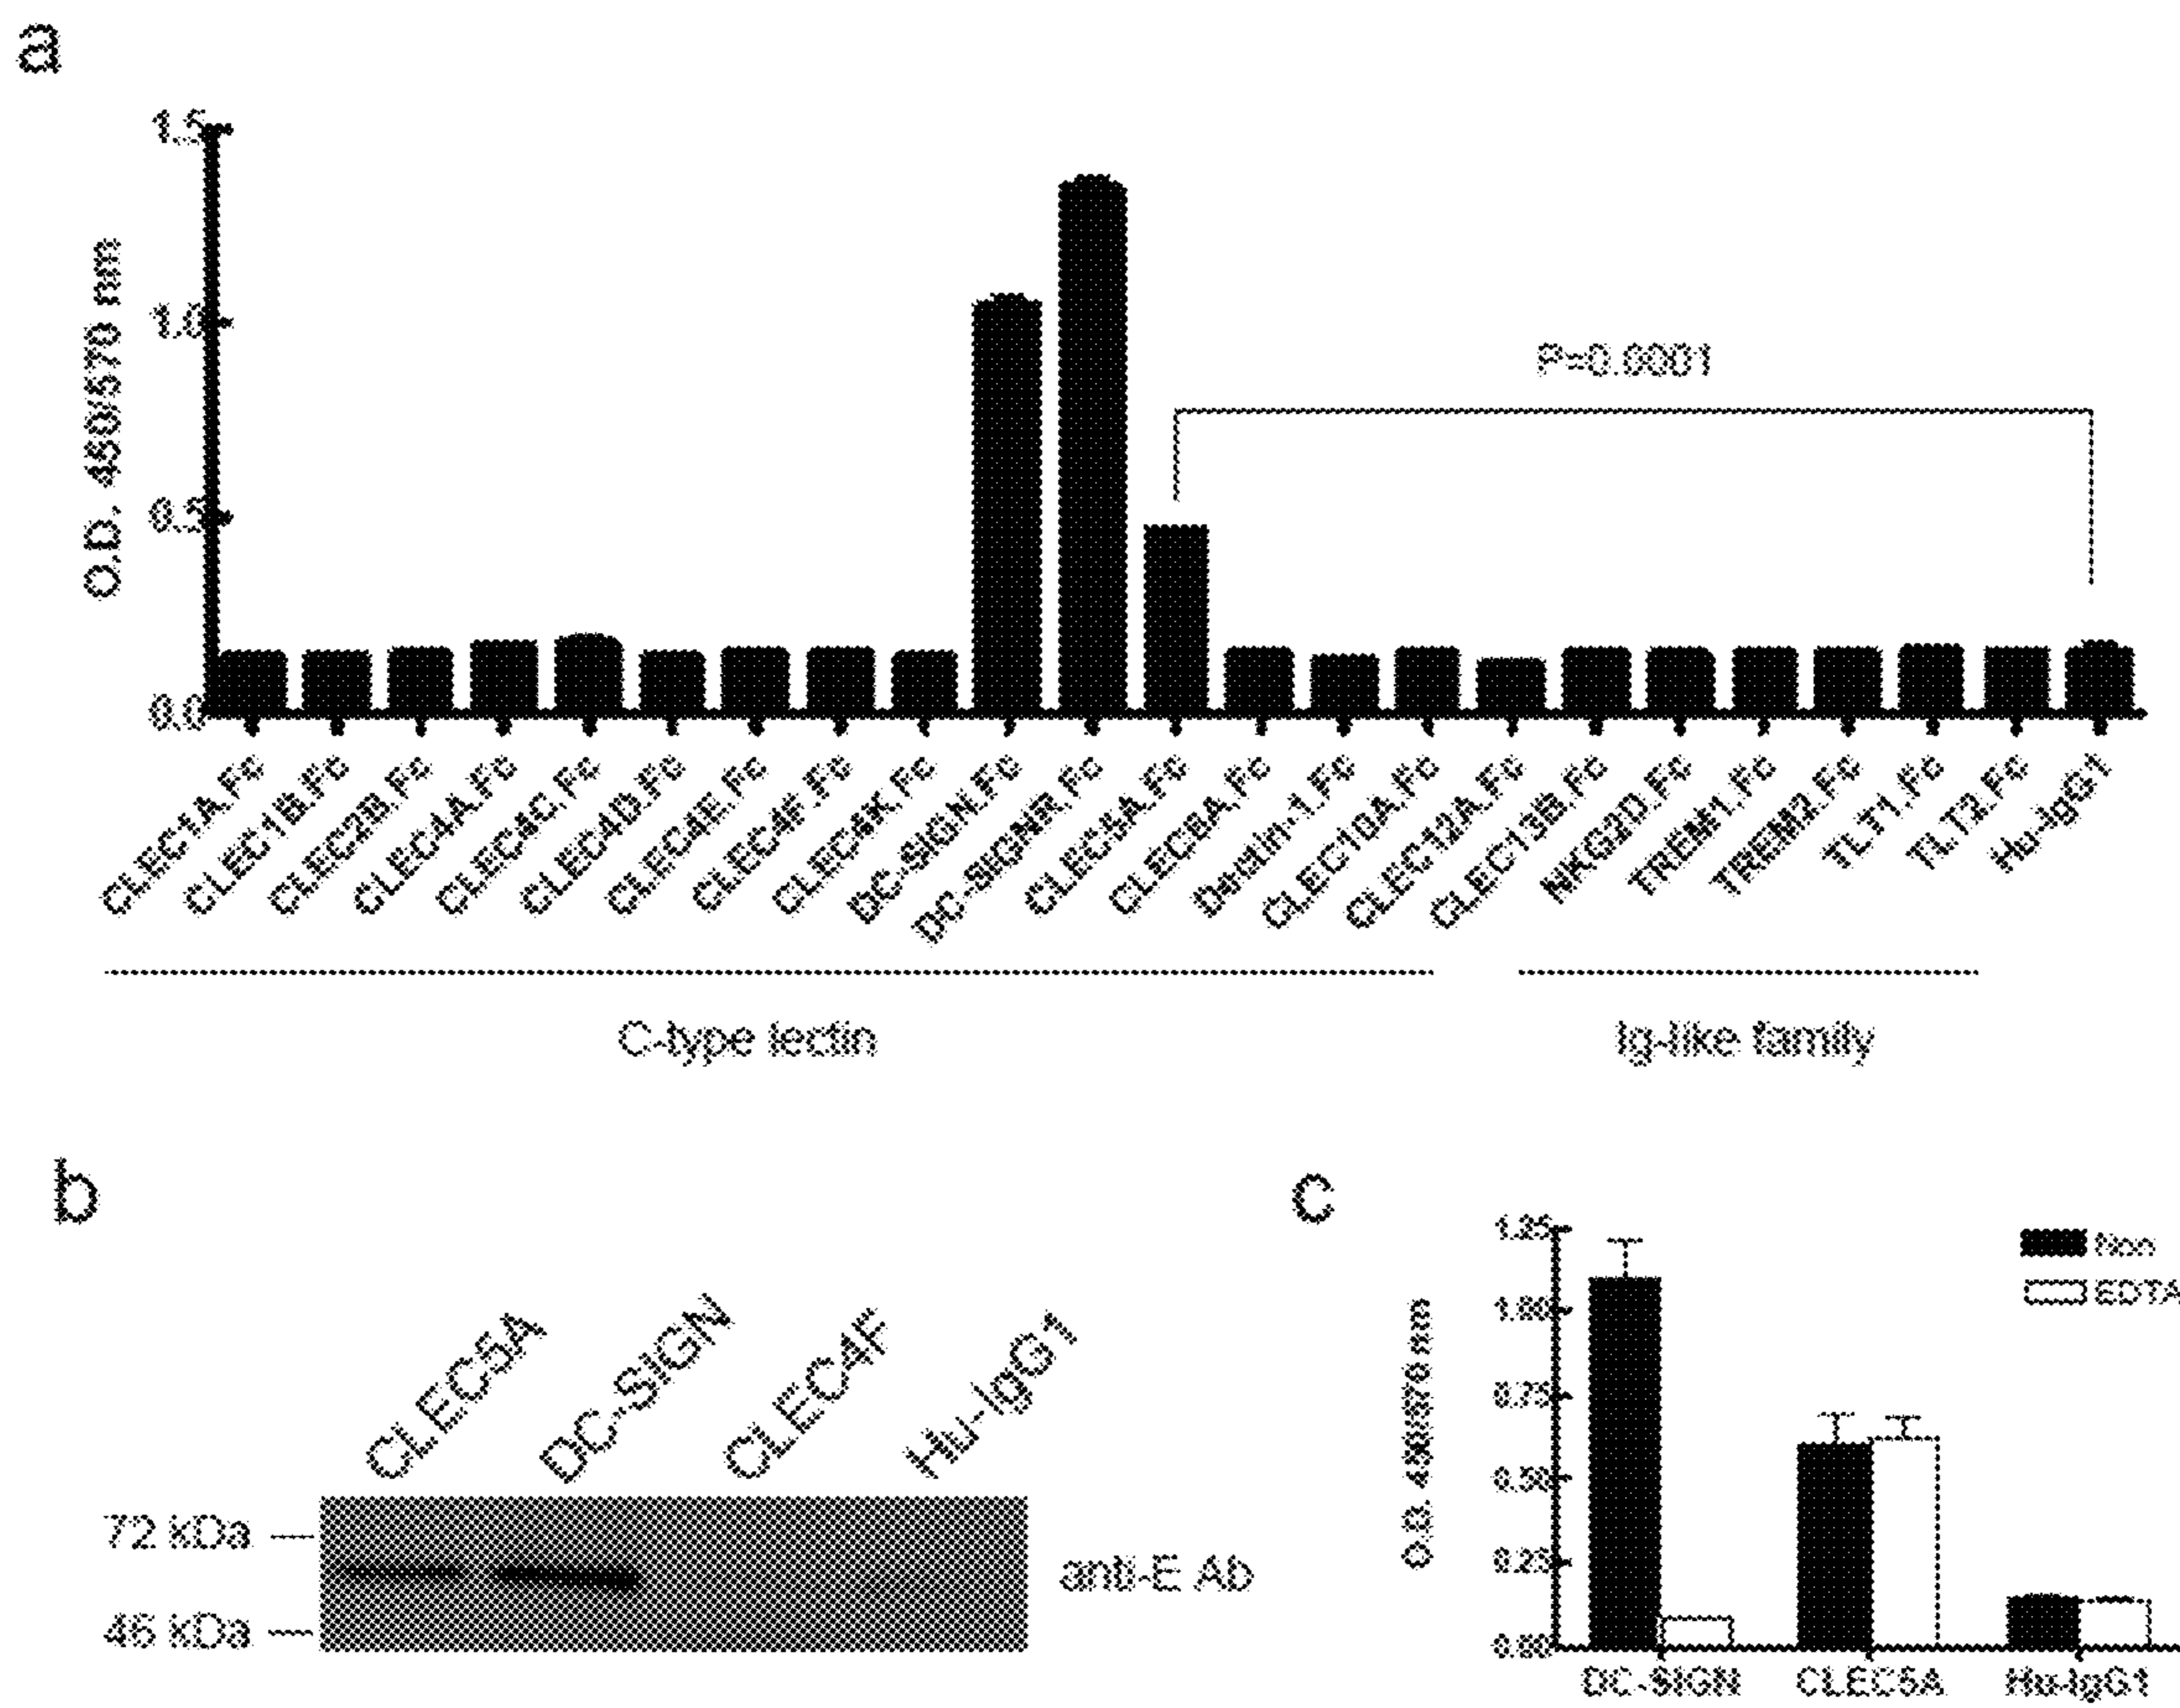 a
1.5
1.0
0.5
0.0
O.D. 450/570 nm
P=0.0001
CLEC1A.Fc
CLEC1B.Fc
CLEC2B.Fc
CLEC4A.Fc
CLEC4C.Fc
CLEC4D.Fc
CLEC4E.Fc
CLEC4F.Fc
CLEC4K.Fc
DC-SIGN.Fc
DC-SIGNR.Fc
CLEC5A.Fc
CLEC6A.Fc
Dectin-1.Fc
CLEC10A.Fc
CLEC12A.Fc
CLEC13B.Fc
NKG2D.Fc
TREM1.Fc
TREM2.Fc
TLT1.Fc
TLT2.Fc
Hu-IgG1
C-type lectin
Ig-like family
b
CLEC5A
DC-SIGN
CLEC4F
Hu-IgG1
72 kDa
46 kDa
anti-E Ab
c
1.25
1.00
0.75
0.50
0.25
0.00
O.D. 450/570 nm
Non
EDTA
DC-SIGN
CLEC5A
Hu-IgG1